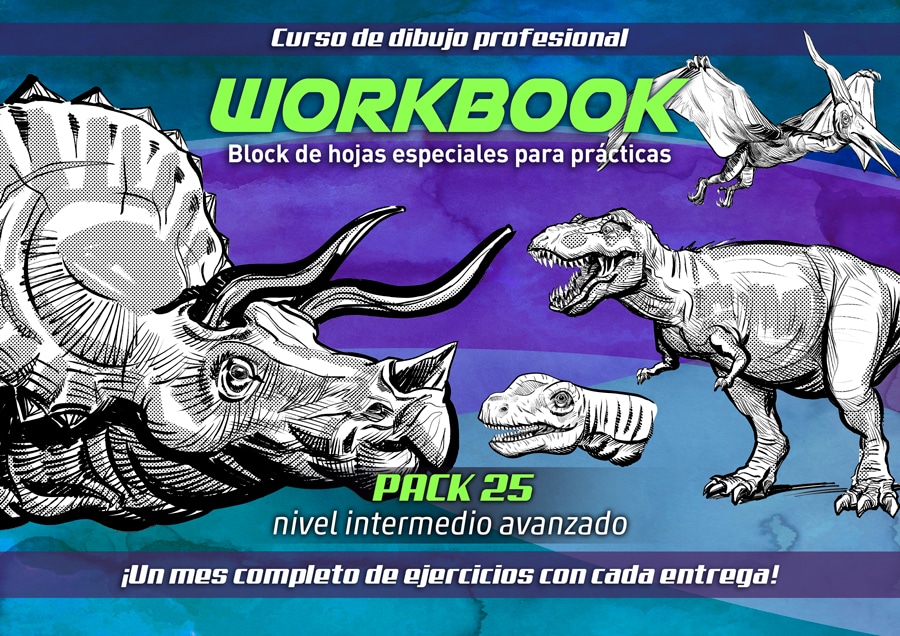 Curso de dibujo profesional
WORKBOOK
Block de hojas especiales para prácticas
PACK 25
nivel intermedio avanzado
¡Un mes completo de ejercicios con cada entrega!